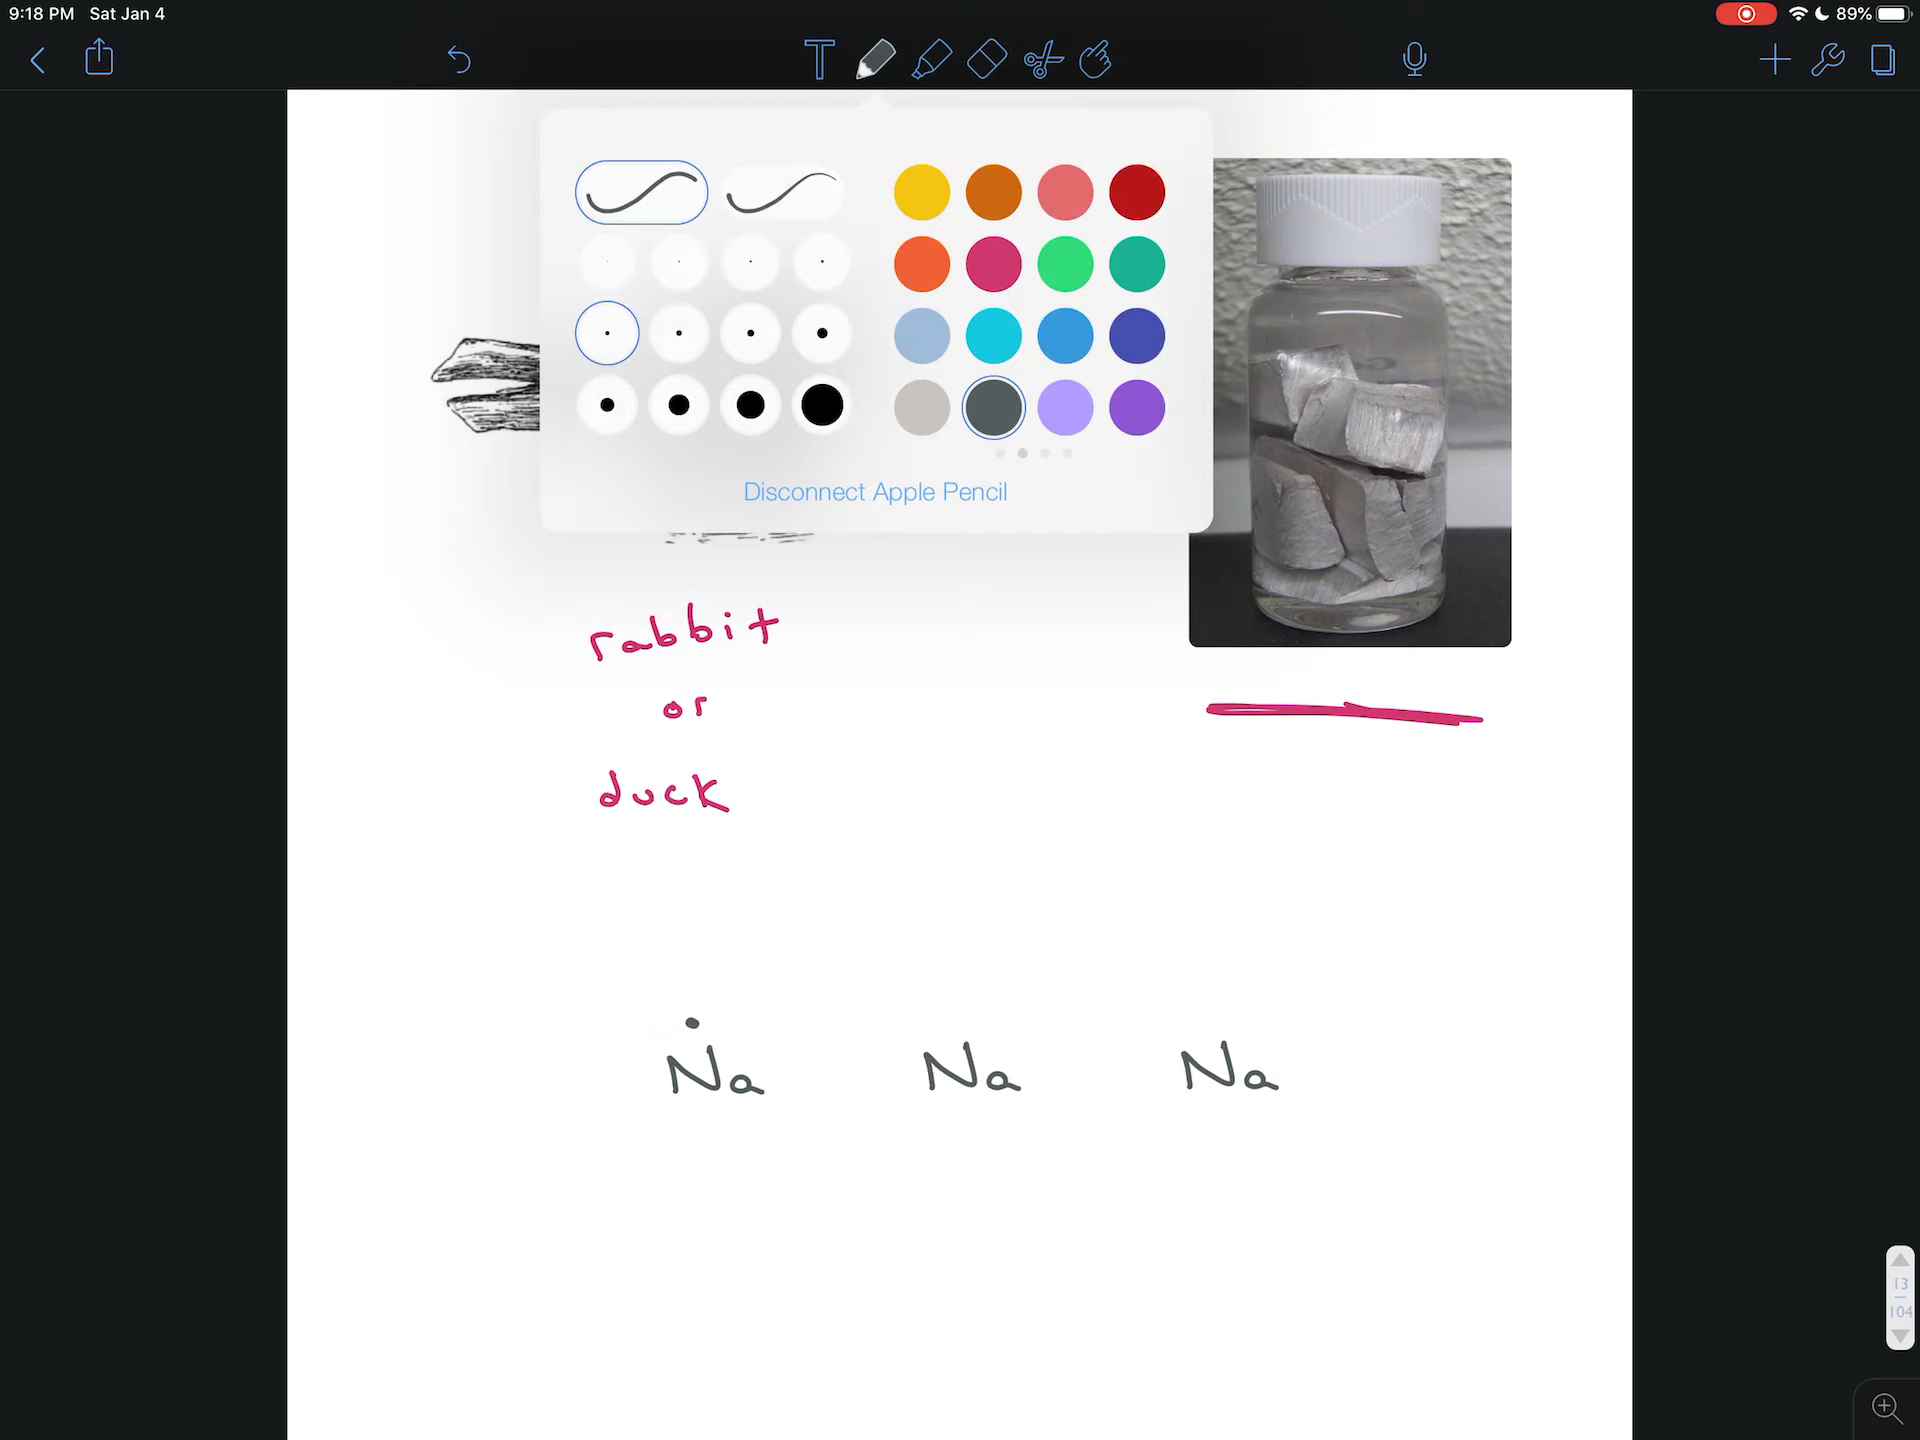 9:18 PM Sat Jan 4
89%
T
Disconnect Apple Pencil
rabbit
or
duck
Na Na Na
13
104